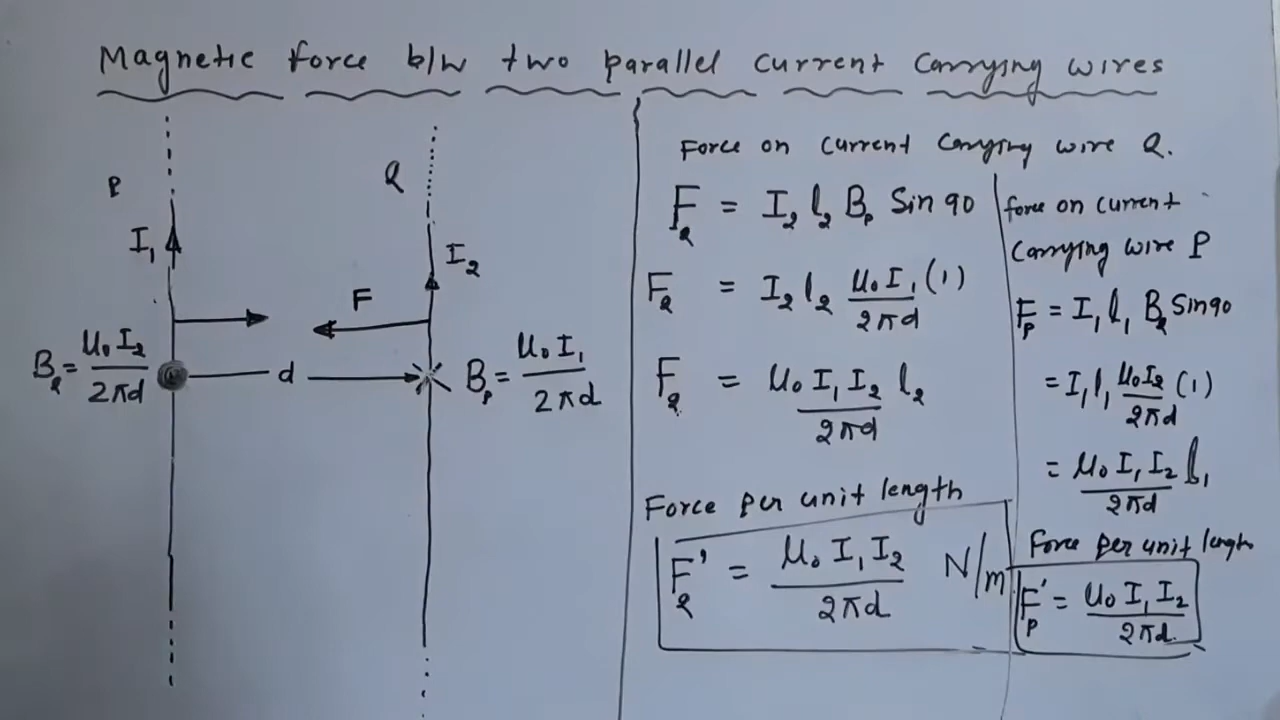 Magnetic force b/w two parallel current carrying wires
P
Q
I₁
I₂
F
B_Q = μ₀ I₂ / 2πd
d
B_P = μ₀ I₁ / 2πd
Force on current carrying wire Q.
F_Q = I₂ l₂ B_P Sin 90
F_Q = I₂ l₂ μ₀ I₁ / 2πd (1)
F_Q = μ₀ I₁ I₂ / 2πd l₂
Force per unit length
F'_Q = μ₀ I₁ I₂ / 2πd N/m
force on current
carrying wire P
F_P = I₁ l₁ B_Q Sin 90
= I₁ l₁ μ₀ I₂ / 2πd (1)
= μ₀ I₁ I₂ / 2πd l₁
Force per unit length
F'_P = μ₀ I₁ I₂ / 2πd